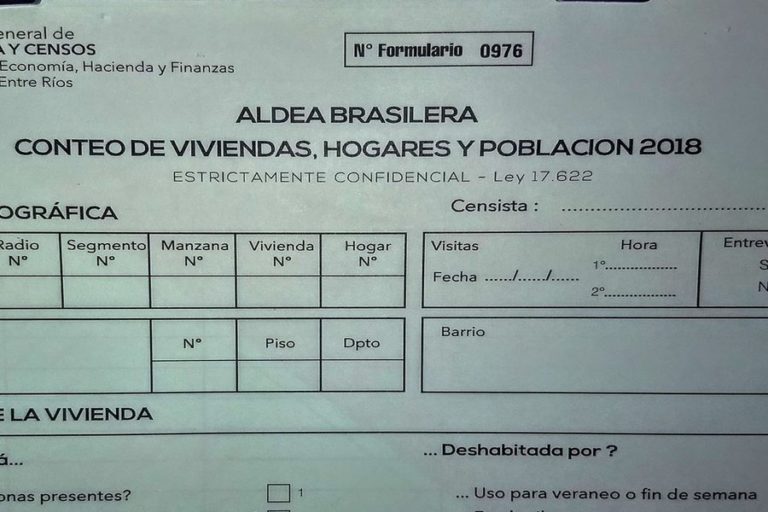 eneral de
A Y CENSOS
Economía, Hacienda y Finanzas
Entre Ríos
N° Formulario 0976
ALDEA BRASILERA
CONTEO DE VIVIENDAS, HOGARES Y POBLACION 2018
ESTRICTAMENTE CONFIDENCIAL - Ley 17.622
OGRÁFICA
Censista : ........................................
Radio N°
Segmento N°
Manzana N°
Vivienda N°
Hogar N°
Visitas
Hora
Entrev
Fecha ....../....../......
1°..................
2°..................
S
N
N°
Piso
Dpto
Barrio
E LA VIVIENDA
á...
... Deshabitada por ?
onas presentes?
1
... Uso para veraneo o fin de semana